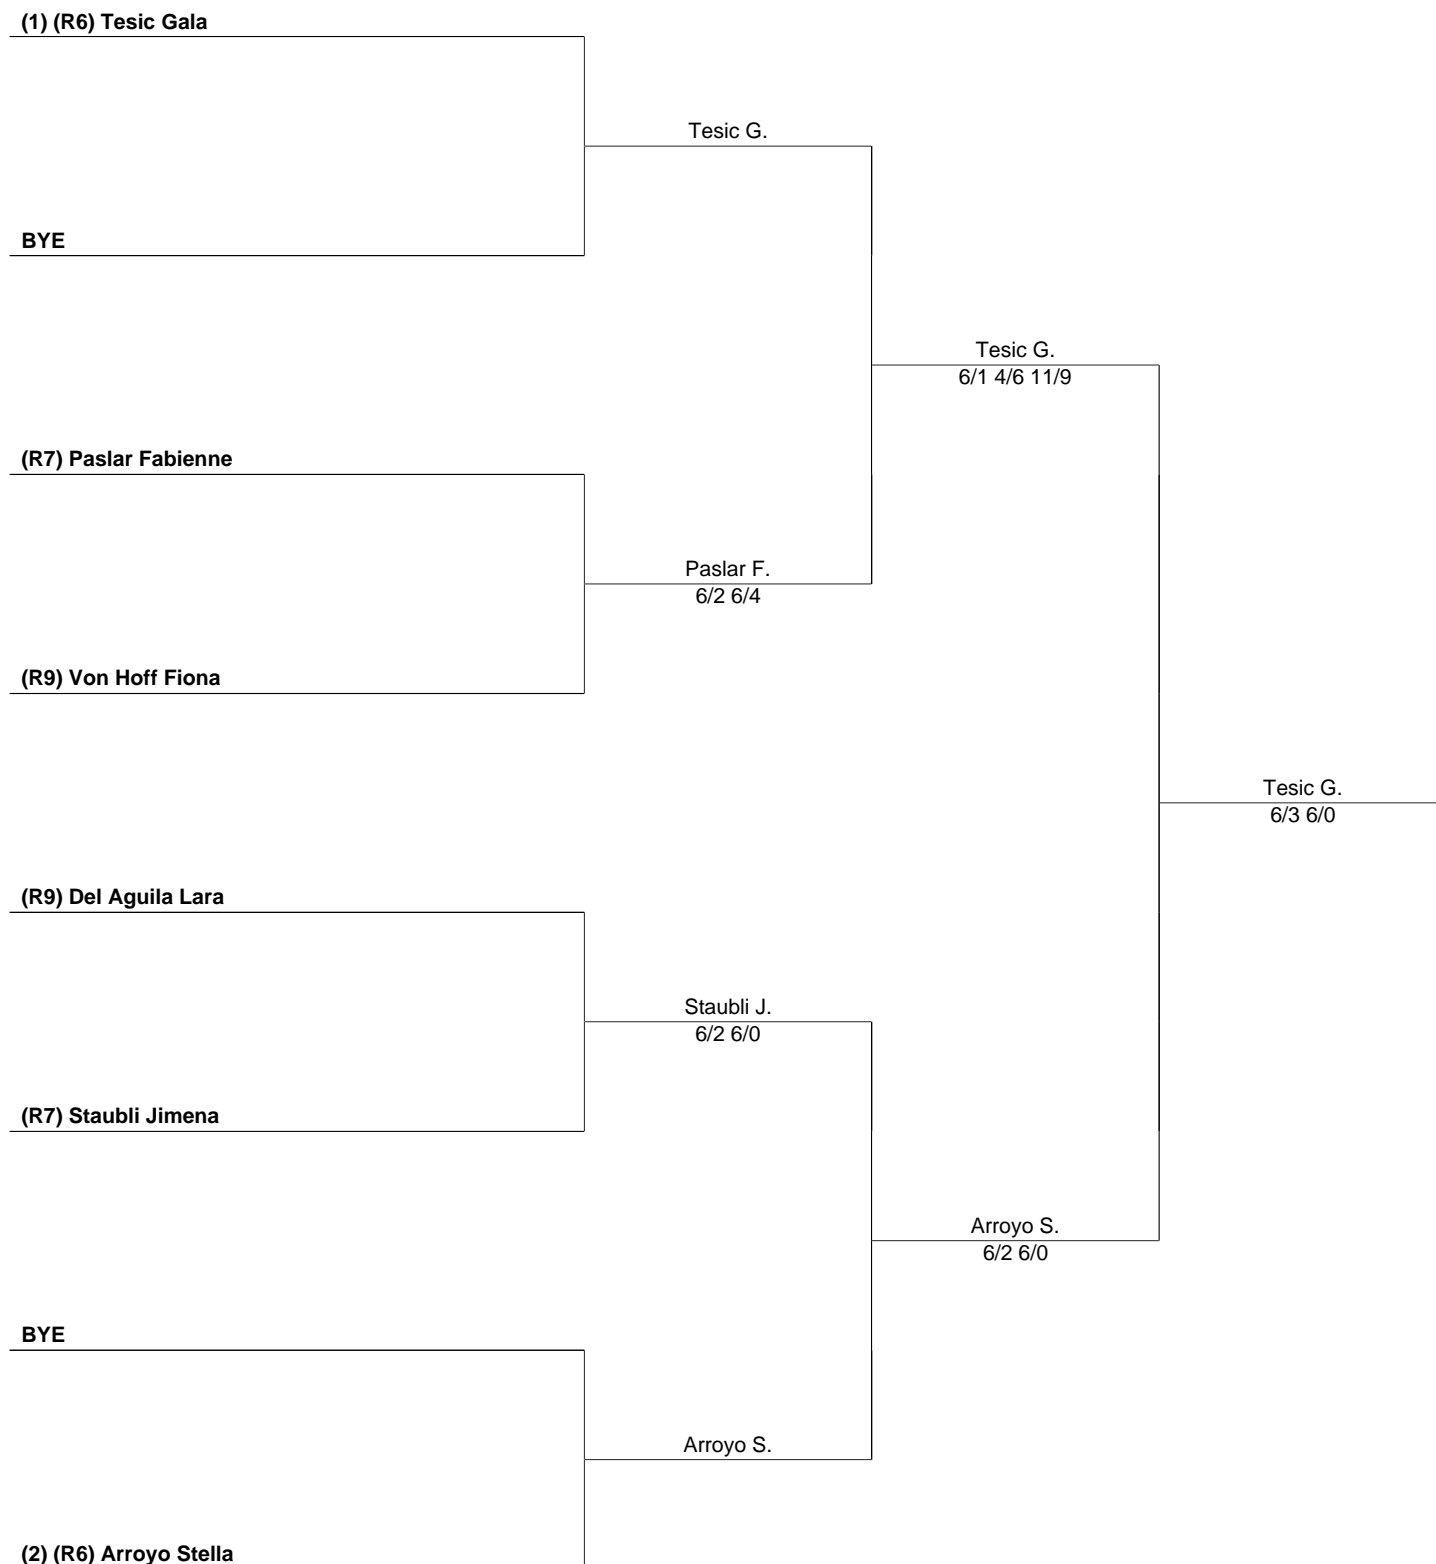 (1) (R6) Tesic Gala
Tesic G.
BYE
Tesic G.
6/1 4/6 11/9
(R7) Paslar Fabienne
Paslar F.
6/2 6/4
(R9) Von Hoff Fiona
Tesic G.
6/3 6/0
(R9) Del Aguila Lara
Staubli J.
6/2 6/0
(R7) Staubli Jimena
Arroyo S.
6/2 6/0
BYE
Arroyo S.
(2) (R6) Arroyo Stella